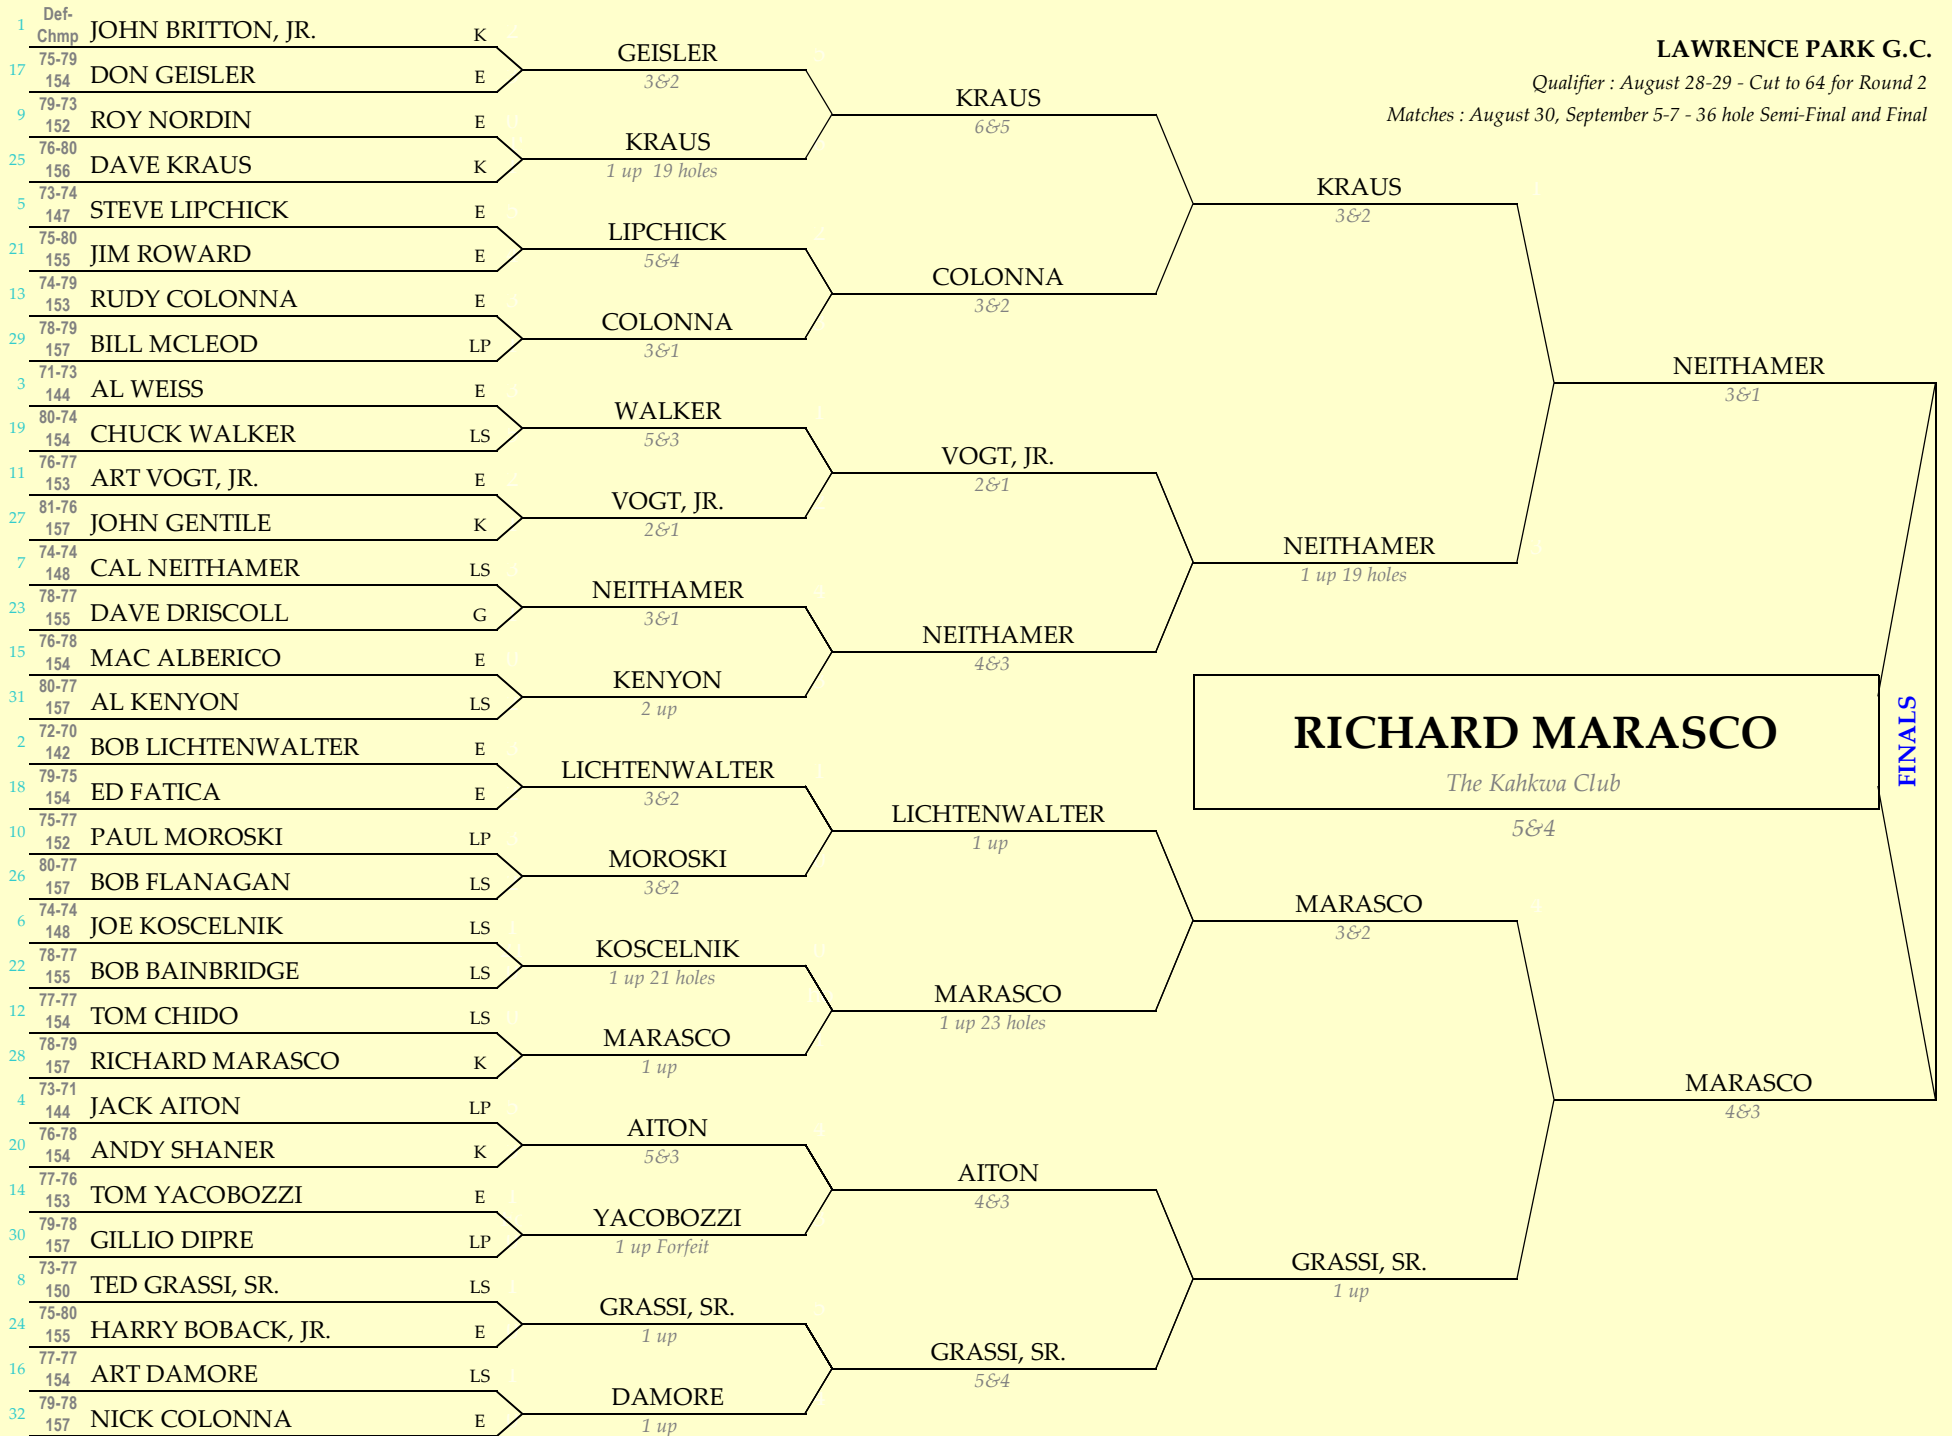 LAWRENCE PARK G.C.
Qualifier : August 28-29 - Cut to 64 for Round 2
Matches : August 30, September 5-7 - 36 hole Semi-Final and Final
1 Def-Chmp JOHN BRITTON, JR. K
17 75-79 154 DON GEISLER E
9 79-73 152 ROY NORDIN E
25 76-80 156 DAVE KRAUS K
5 73-74 147 STEVE LIPCHICK E
21 75-80 155 JIM ROWARD E
13 74-79 153 RUDY COLONNA E
29 78-79 157 BILL MCLEOD LP
3 71-73 144 AL WEISS E
19 80-74 154 CHUCK WALKER LS
11 76-77 153 ART VOGT, JR. E
27 81-76 157 JOHN GENTILE K
7 74-74 148 CAL NEITHAMER LS
23 78-77 155 DAVE DRISCOLL G
15 76-78 154 MAC ALBERICO E
31 80-77 157 AL KENYON LS
2 72-70 142 BOB LICHTENWALTER E
18 79-75 154 ED FATICA E
10 75-77 152 PAUL MOROSKI LP
26 80-77 157 BOB FLANAGAN LS
6 74-74 148 JOE KOSCELNIK LS
22 78-77 155 BOB BAINBRIDGE LS
12 77-77 154 TOM CHIDO LS
28 78-79 157 RICHARD MARASCO K
4 73-71 144 JACK AITON LP
20 76-78 154 ANDY SHANER K
14 77-76 153 TOM YACOBOZZI E
30 79-78 157 GILLIO DIPRE LP
8 73-77 150 TED GRASSI, SR. LS
24 75-80 155 HARRY BOBACK, JR. E
16 77-77 154 ART DAMORE LS
32 79-78 157 NICK COLONNA E
GEISLER
3&2
KRAUS
1 up 19 holes
LIPCHICK
5&4
COLONNA
3&1
WALKER
5&3
VOGT, JR.
2&1
NEITHAMER
3&1
KENYON
2 up
LICHTENWALTER
3&2
MOROSKI
3&2
KOSCELNIK
1 up 21 holes
MARASCO
1 up
AITON
5&3
YACOBOZZI
1 up Forfeit
GRASSI, SR.
1 up
DAMORE
1 up
KRAUS
6&5
COLONNA
3&2
VOGT, JR.
2&1
NEITHAMER
4&3
LICHTENWALTER
1 up
MARASCO
1 up 23 holes
AITON
4&3
GRASSI, SR.
5&4
KRAUS
3&2
NEITHAMER
1 up 19 holes
MARASCO
3&2
GRASSI, SR.
1 up
NEITHAMER
3&1
MARASCO
4&3
FINALS
RICHARD MARASCO
The Kahkwa Club
5&4